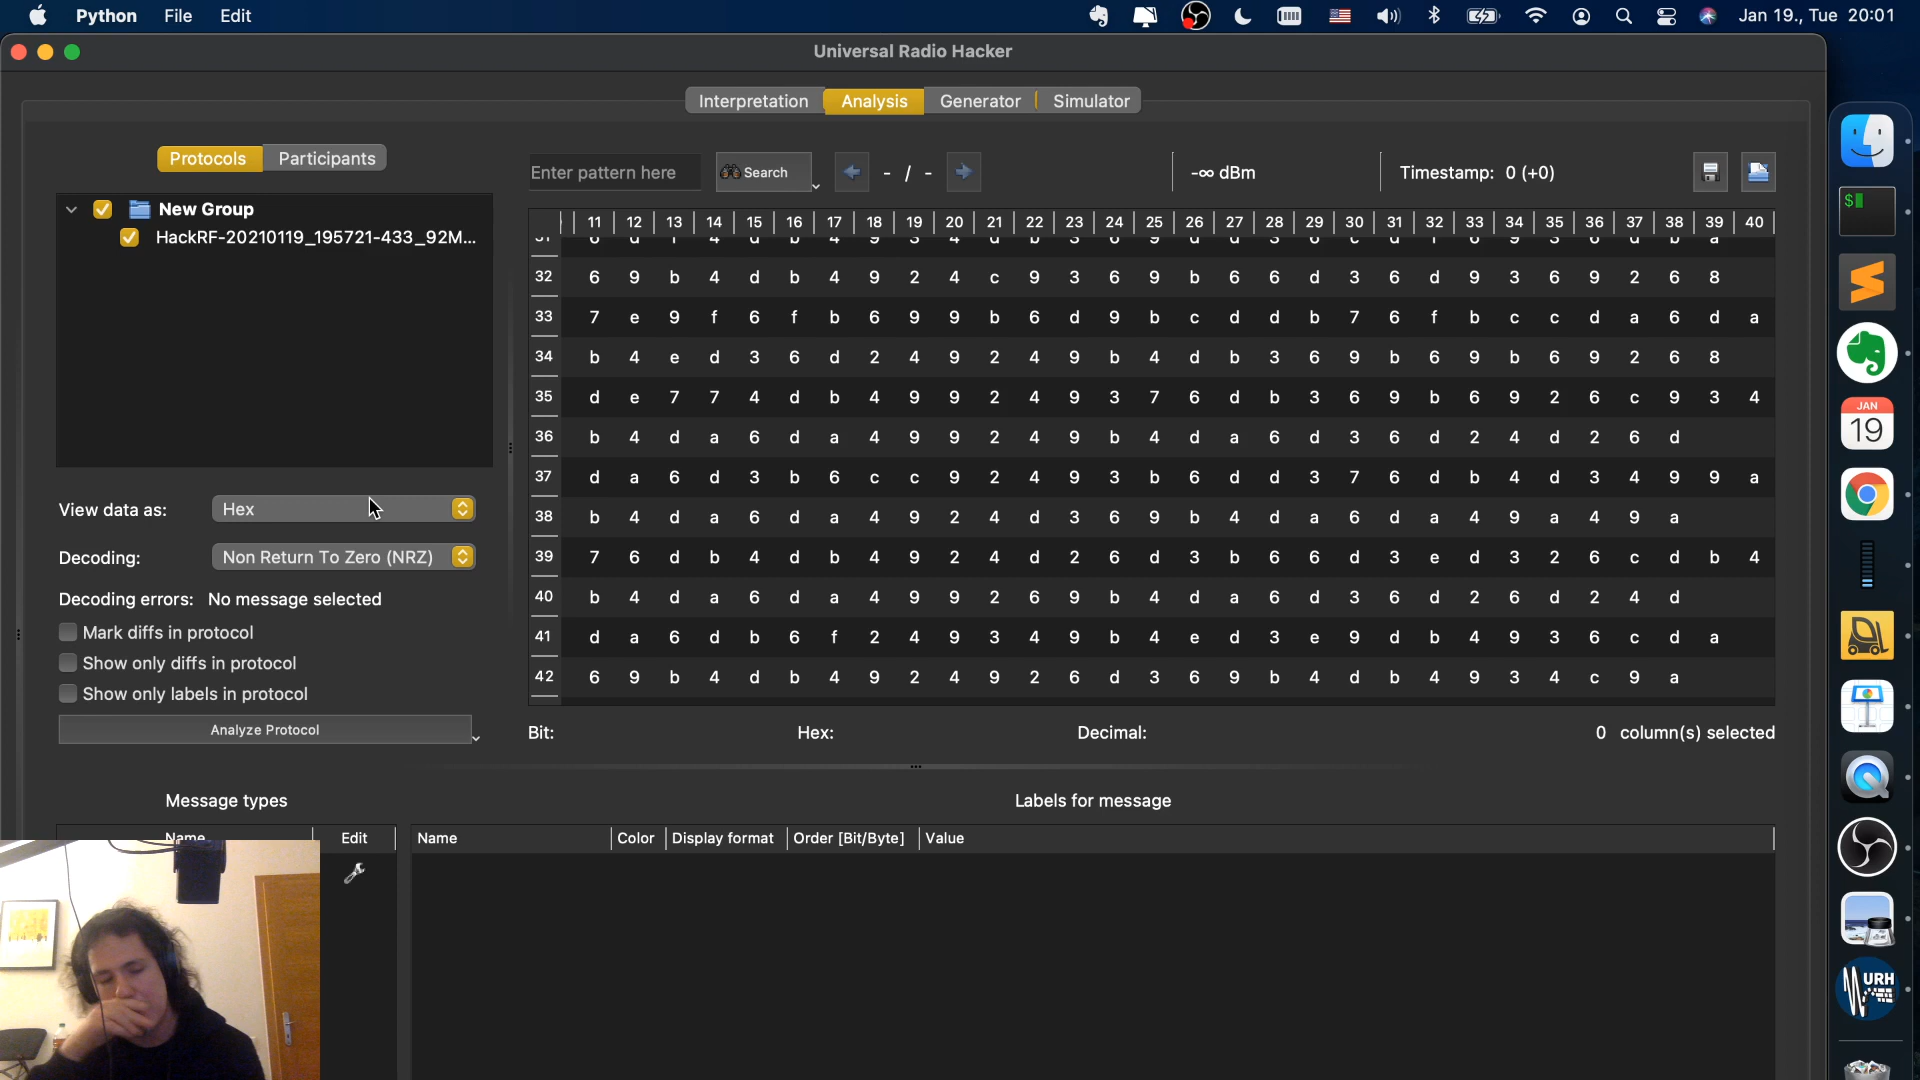 Python File Edit Jan 19., Tue 20:01
Universal Radio Hacker
Interpretation Analysis Generator Simulator
Protocols Participants
Enter pattern here Search - / - -∞ dBm Timestamp: 0 (+0)
New Group
HackRF-20210119_195721-433_92M...
11 12 13 14 15 16 17 18 19 20 21 22 23 24 25 26 27 28 29 30 31 32 33 34 35 36 37 38 39 40
32 6 9 b 4 d b 4 9 2 4 c 9 3 6 9 b 6 6 d 3 6 d 9 3 6 9 2 6 8
33 7 e 9 f 6 f b 6 9 9 b 6 d 9 b c d d b 7 6 f b c c d a 6 d a
34 b 4 e d 3 6 d 2 4 9 2 4 9 b 4 d b 3 6 9 b 6 9 b 6 9 2 6 8
35 d e 7 7 4 d b 4 9 9 2 4 9 3 7 6 d b 3 6 9 b 6 9 2 6 c 9 3 4
36 b 4 d a 6 d a 4 9 9 2 4 9 b 4 d a 6 d 3 6 d 2 4 d 2 6 d
37 d a 6 d 3 b 6 c c 9 2 4 9 3 b 6 d d 3 7 6 d b 4 d 3 4 9 9 a
38 b 4 d a 6 d a 4 9 2 4 d 3 6 9 b 4 d a 6 d a 4 9 a 4 9 a
39 7 6 d b 4 d b 4 9 2 4 d 2 6 d 3 b 6 6 d 3 e d 3 2 6 c d b 4
40 b 4 d a 6 d a 4 9 9 2 6 9 b 4 d a 6 d 3 6 d 2 6 d 2 4 d
41 d a 6 d b 6 f 2 4 9 3 4 9 b 4 e d 3 e 9 d b 4 9 3 6 c d a
42 6 9 b 4 d b 4 9 2 4 9 2 6 d 3 6 9 b 4 d b 4 9 3 4 c 9 a
View data as: Hex
Decoding: Non Return To Zero (NRZ)
Decoding errors: No message selected
Mark diffs in protocol
Show only diffs in protocol
Show only labels in protocol
Analyze Protocol
Bit: Hex: Decimal: 0 column(s) selected
Message types
Labels for message
Name Edit
Name Color Display format Order [Bit/Byte] Value
JAN
19
URH